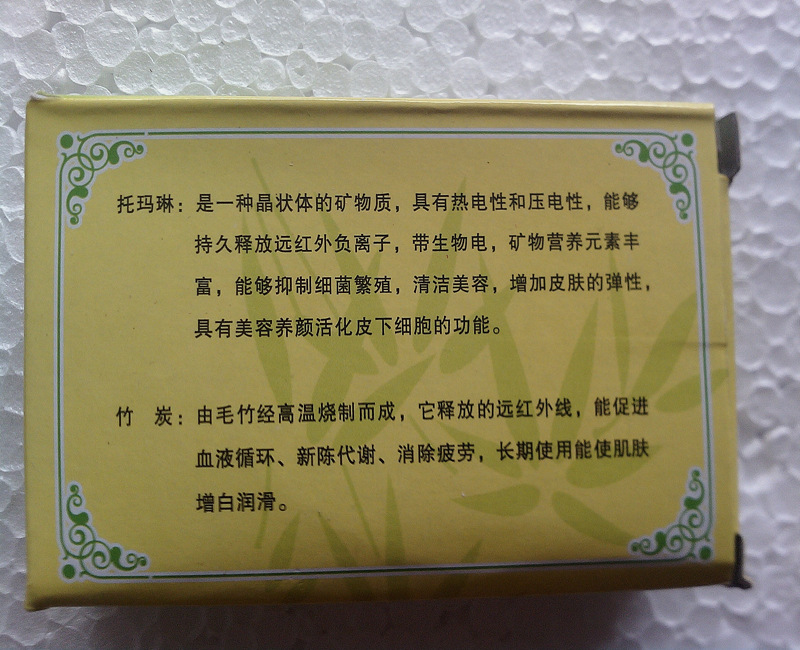 托玛琳：是一种晶状体的矿物质，具有热电性和压电性，能够
持久释放远红外负离子，带生物电，矿物营养元素丰
富，能够抑制细菌繁殖，清洁美容，增加皮肤的弹性，
具有美容养颜活化皮下细胞的功能。
竹　炭：由毛竹经高温烧制而成，它释放的远红外线，能促进
血液循环、新陈代谢、消除疲劳，长期使用能使肌肤
增白润滑。